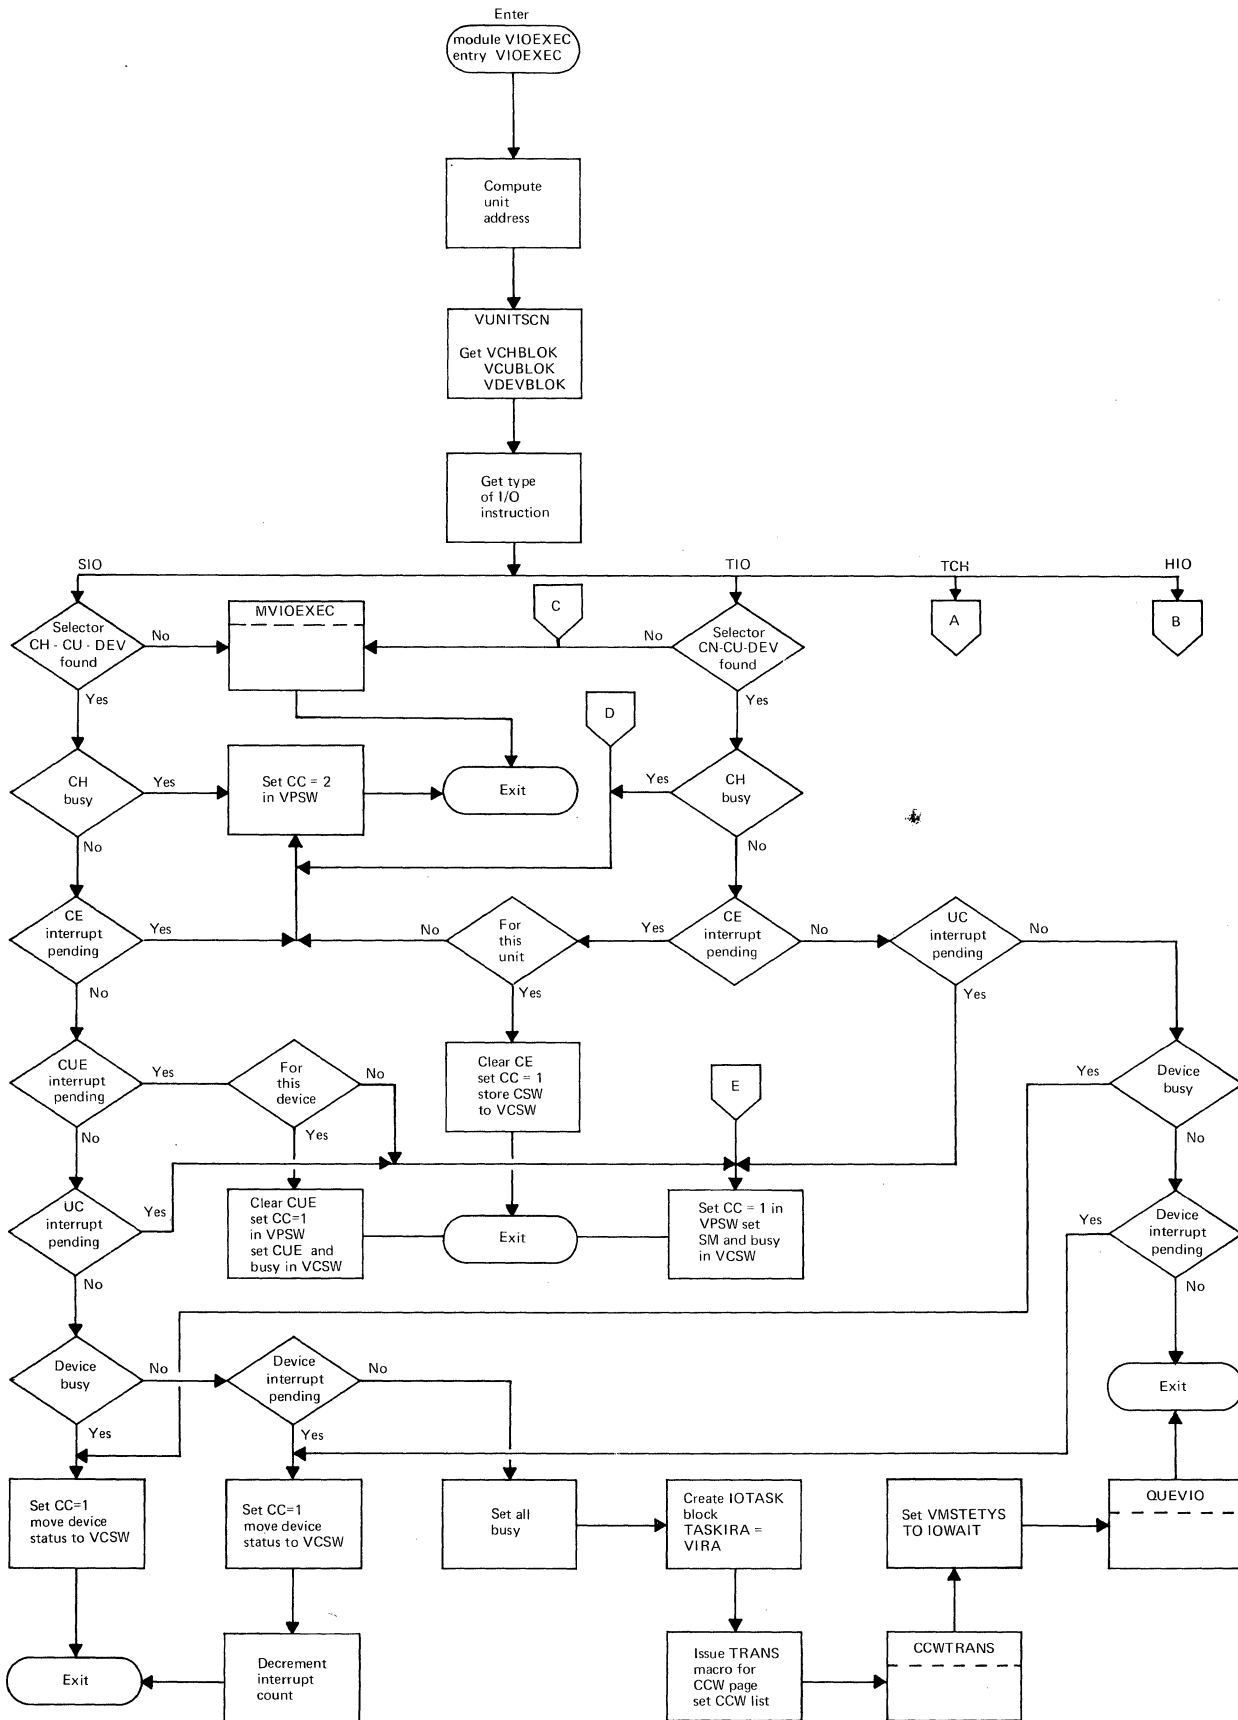 Enter
module VIOEXEC
entry VIOEXEC
Compute
unit
address
VUNITSCN
Get VCHBLOK
VCUBLOK
VDEVBLOK
Get type
of I/O
instruction
SIO
TIO
TCH
HIO
Selector
CH - CU - DEV
found
No
MVIOEXEC
C
No
Selector
CN-CU-DEV
found
A
B
Yes
Yes
D
CH
busy
Yes
Set CC = 2
in VPSW
Exit
Yes
CH
busy
No
No
CE
interrupt
pending
Yes
No
For
this
unit
Yes
CE
interrupt
pending
No
UC
interrupt
pending
No
No
Yes
Yes
CUE
interrupt
pending
Yes
For
this
device
No
Clear CE
set CC = 1
store CSW
to VCSW
E
Yes
Device
busy
No
Yes
No
UC
interrupt
pending
Yes
Clear CUE
set CC=1
in VPSW
set CUE and
busy in VCSW
Exit
Set CC = 1 in
VPSW set
SM and busy
in VCSW
Yes
Device
interrupt
pending
No
No
Device
busy
No
Device
interrupt
pending
No
Exit
Yes
Yes
Set CC=1
move device
status to VCSW
Set CC=1
move device
status to VCSW
Set all
busy
Create IOTASK
block
TASKIRA =
VIRA
Set VMSTETYS
TO IOWAIT
QUEVIO
Exit
Decrement
interrupt
count
Issue TRANS
macro for
CCW page
set CCW list
CCWTRANS